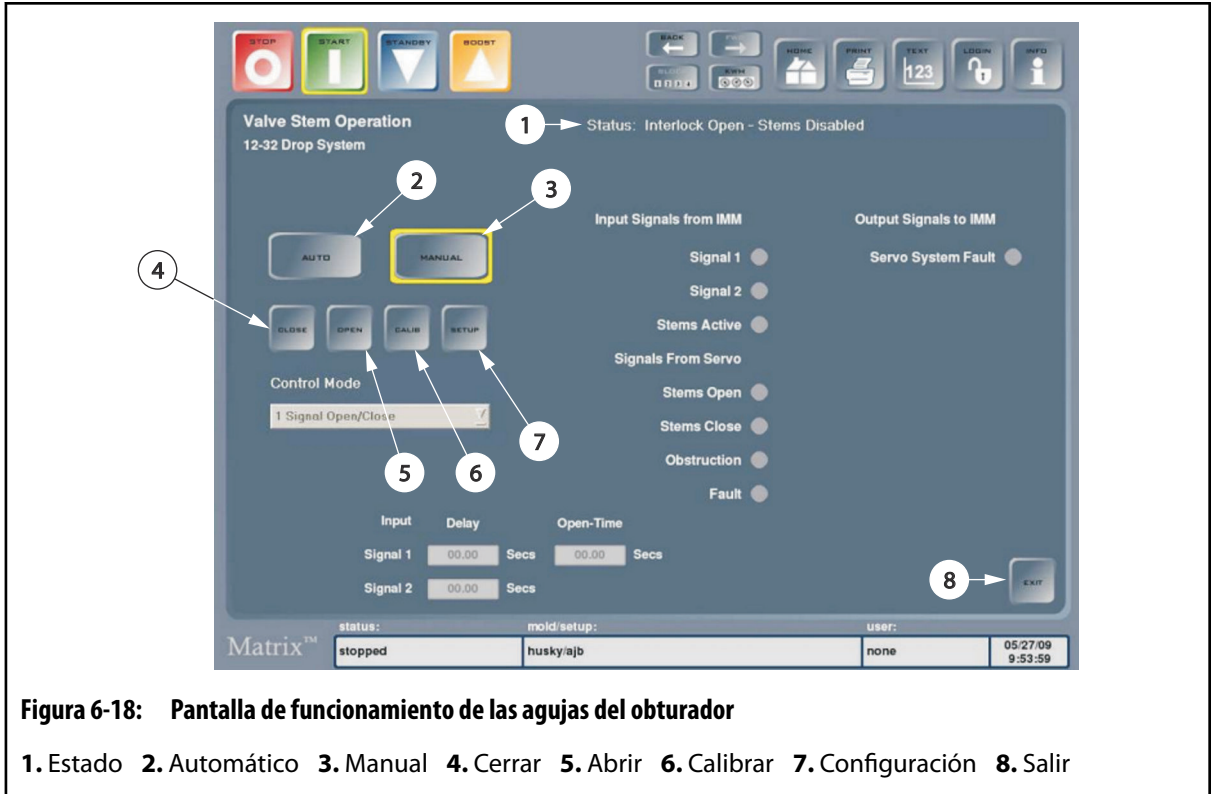 STOP START STANDBY BOOST BACK HOME PRINT TEXT LOGIN INFO
123
Valve Stem Operation
12-32 Drop System
1 Status: Interlock Open - Stems Disabled
2 3
Input Signals from IMM Output Signals to IMM
AUTO MANUAL
Signal 1 Servo System Fault
4
Signal 2
CLOSE OPEN CALIB SETUP
Stems Active
Signals From Servo
Control Mode
Stems Open
1 Signal Open/Close
Stems Close
5 6 7
Obstruction
Fault
Input Delay Open-Time
Signal 1 00.00 Secs 00.00 Secs
Signal 2 00.00 Secs
8 EXIT
status: mold/setup: user:
Matrix™ stopped husky/ajb none 05/27/09
9:53:59
Figura 6-18: Pantalla de funcionamiento de las agujas del obturador
1. Estado 2. Automático 3. Manual 4. Cerrar 5. Abrir 6. Calibrar 7. Configuración 8. Salir